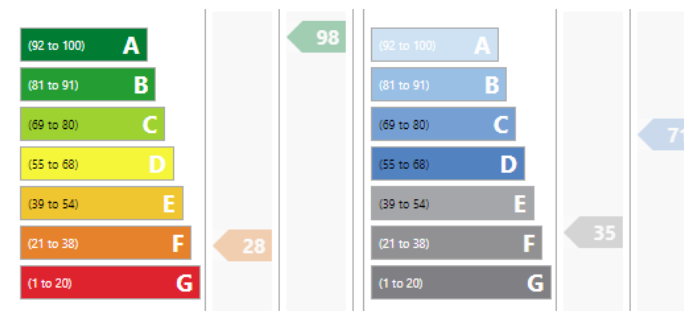 (92 to 100) A
98
(81 to 91) B
(69 to 80) C
(55 to 68) D
(39 to 54) E
(21 to 38) F
28
(1 to 20) G
(92 to 100) A
(81 to 91) B
(69 to 80) C
71
(55 to 68) D
(39 to 54) E
(21 to 38) F
35
(1 to 20) G